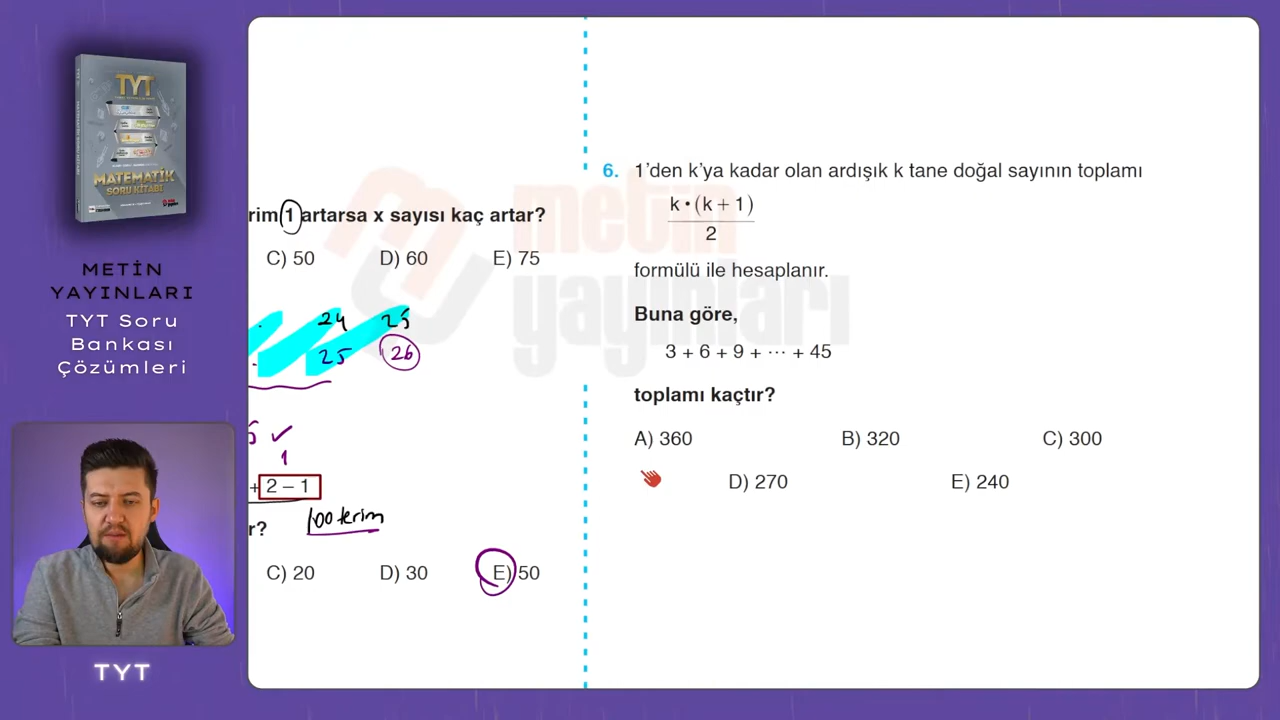 TYT
MATEMATİK
SORU KİTABI
METİN
YAYINLARI
TYT Soru
Bankası
Çözümleri
TYT
metin
yayınları
rim 1 artarsa x sayısı kaç artar?
C) 50 D) 60 E) 75
24 25
25 26
1
+ 2 – 1
100 terim
r?
C) 20 D) 30 E) 50
6. 1'den k'ya kadar olan ardışık k tane doğal sayının toplamı
k • (k + 1)
2
formülü ile hesaplanır.
Buna göre,
3 + 6 + 9 + ··· + 45
toplamı kaçtır?
A) 360 B) 320 C) 300
D) 270 E) 240